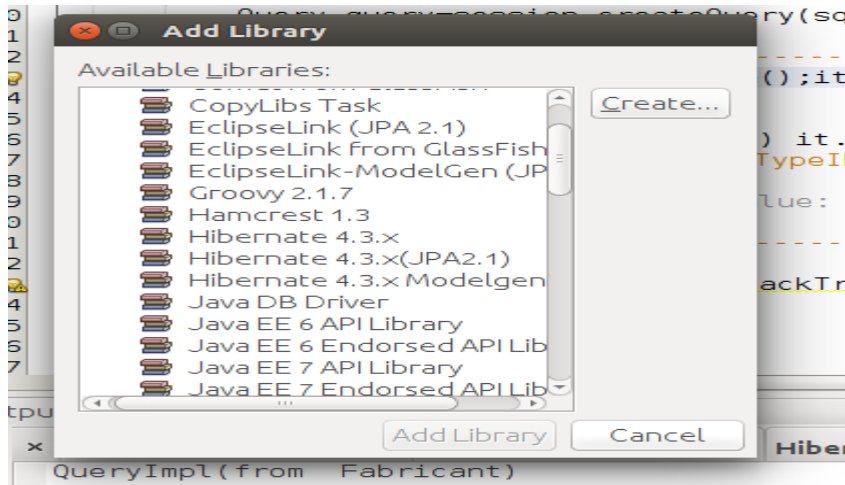 Query query=session.createQuery(sq
Add Library
Available Libraries:
();it
CopyLibs Task
Create...
EclipseLink (JPA 2.1)
) it.
EclipseLink from GlassFish
TypeI
EclipseLink-ModelGen (JP
Groovy 2.1.7
lue:
Hamcrest 1.3
Hibernate 4.3.x
Hibernate 4.3.x(JPA2.1)
Hibernate 4.3.x Modelgen
ackTr
Java DB Driver
Java EE 6 API Library
Java EE 6 Endorsed API Lib
Java EE 7 API Library
Java EE 7 Endorsed API Lib
tpu
Add Library
Cancel
Hiber
QueryImpl(from Fabricant)